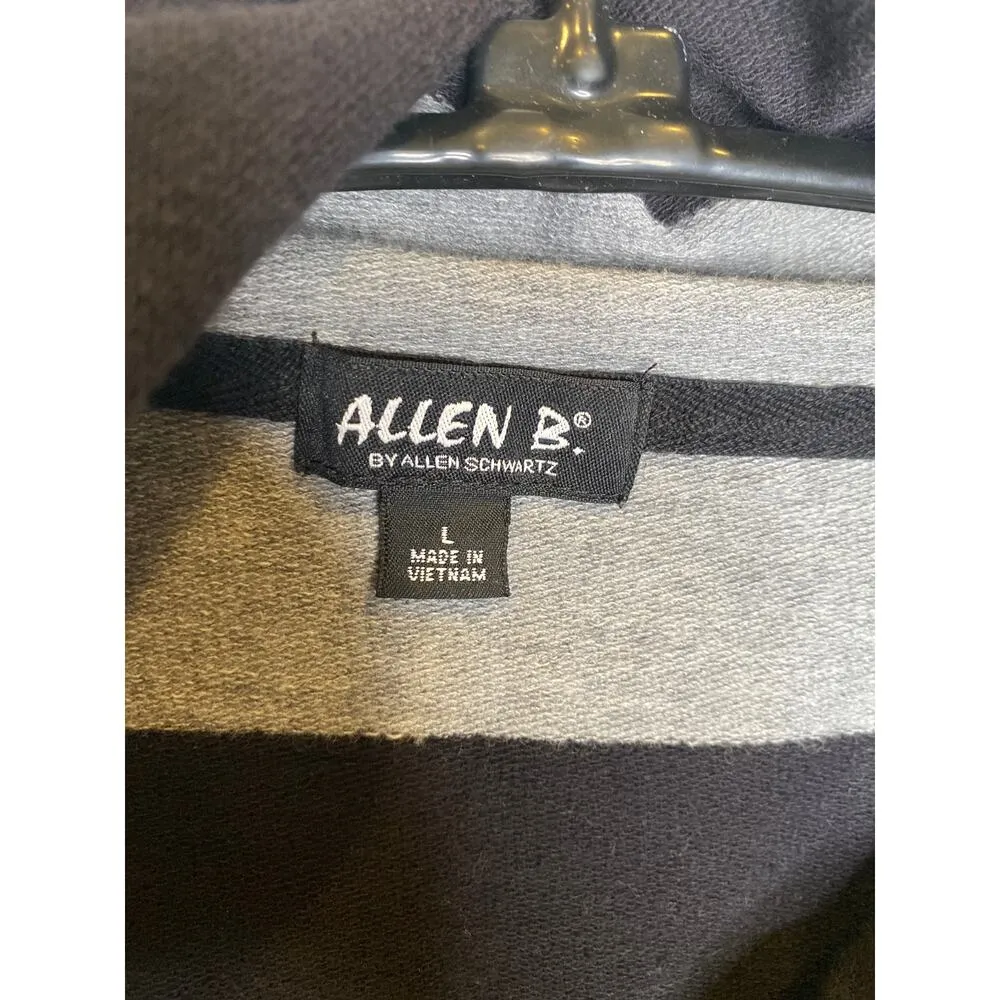 ALLEN B.®
BY ALLEN SCHWARTZ
L
MADE IN
VIETNAM